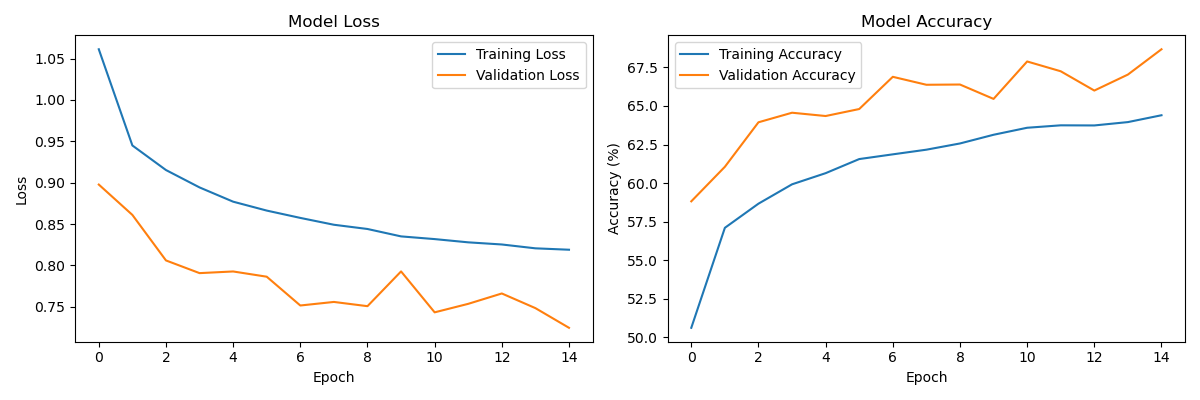 Model Loss
Training Loss
Validation Loss
1.05
1.00
0.95
0.90
0.85
0.80
0.75
Loss
0 2 4 6 8 10 12 14
Epoch
Model Accuracy
Training Accuracy
Validation Accuracy
67.5
65.0
62.5
60.0
57.5
55.0
52.5
50.0
Accuracy (%)
0 2 4 6 8 10 12 14
Epoch